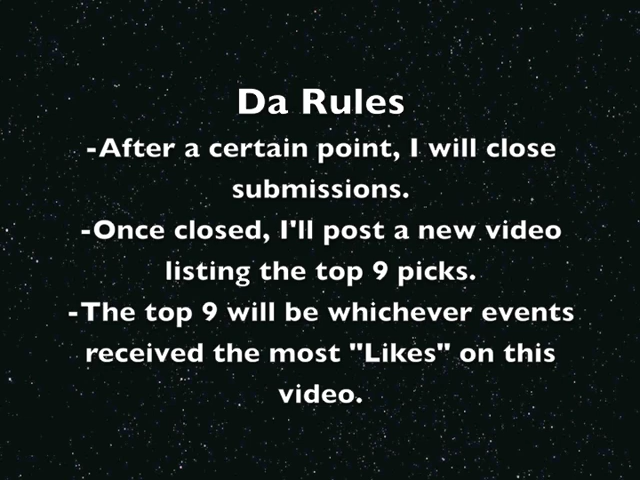 Da Rules
-After a certain point, I will close
submissions.
-Once closed, I'll post a new video
listing the top 9 picks.
-The top 9 will be whichever events
received the most "Likes" on this
video.